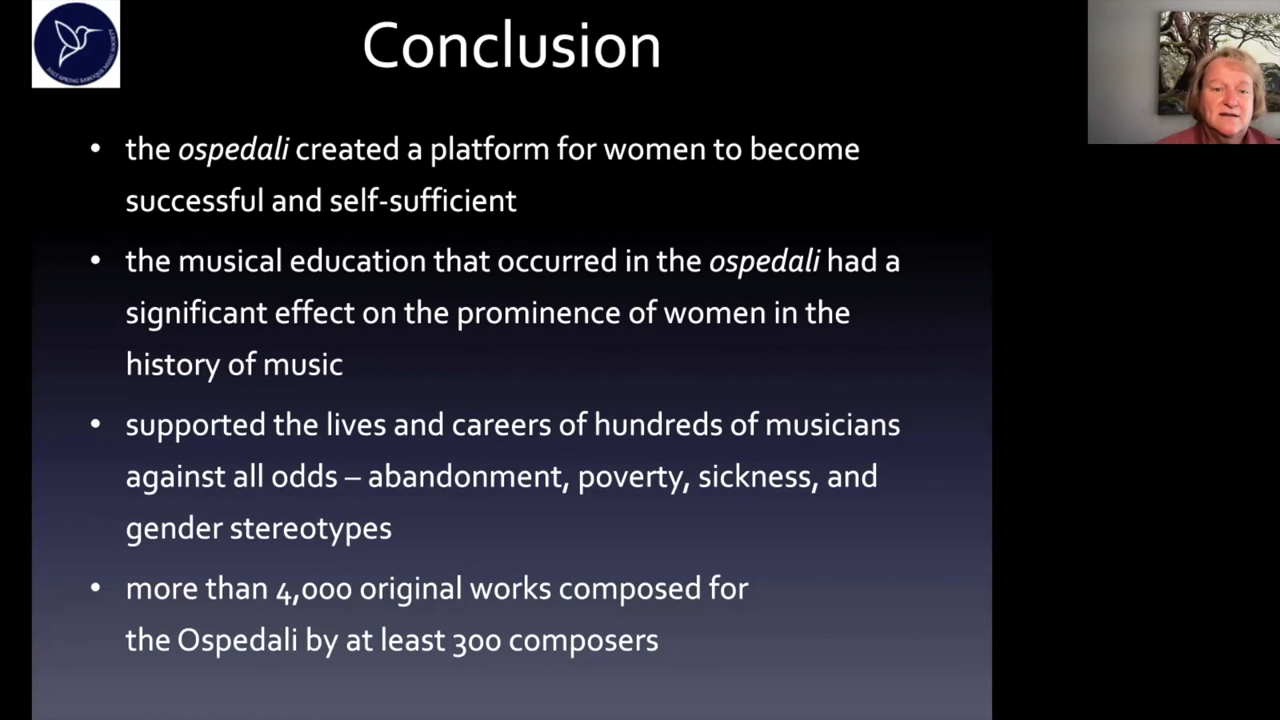 Conclusion
• the ospedali created a platform for women to become
successful and self-sufficient
• the musical education that occurred in the ospedali had a
significant effect on the prominence of women in the
history of music
• supported the lives and careers of hundreds of musicians
against all odds – abandonment, poverty, sickness, and
gender stereotypes
• more than 4,000 original works composed for
the Ospedali by at least 300 composers